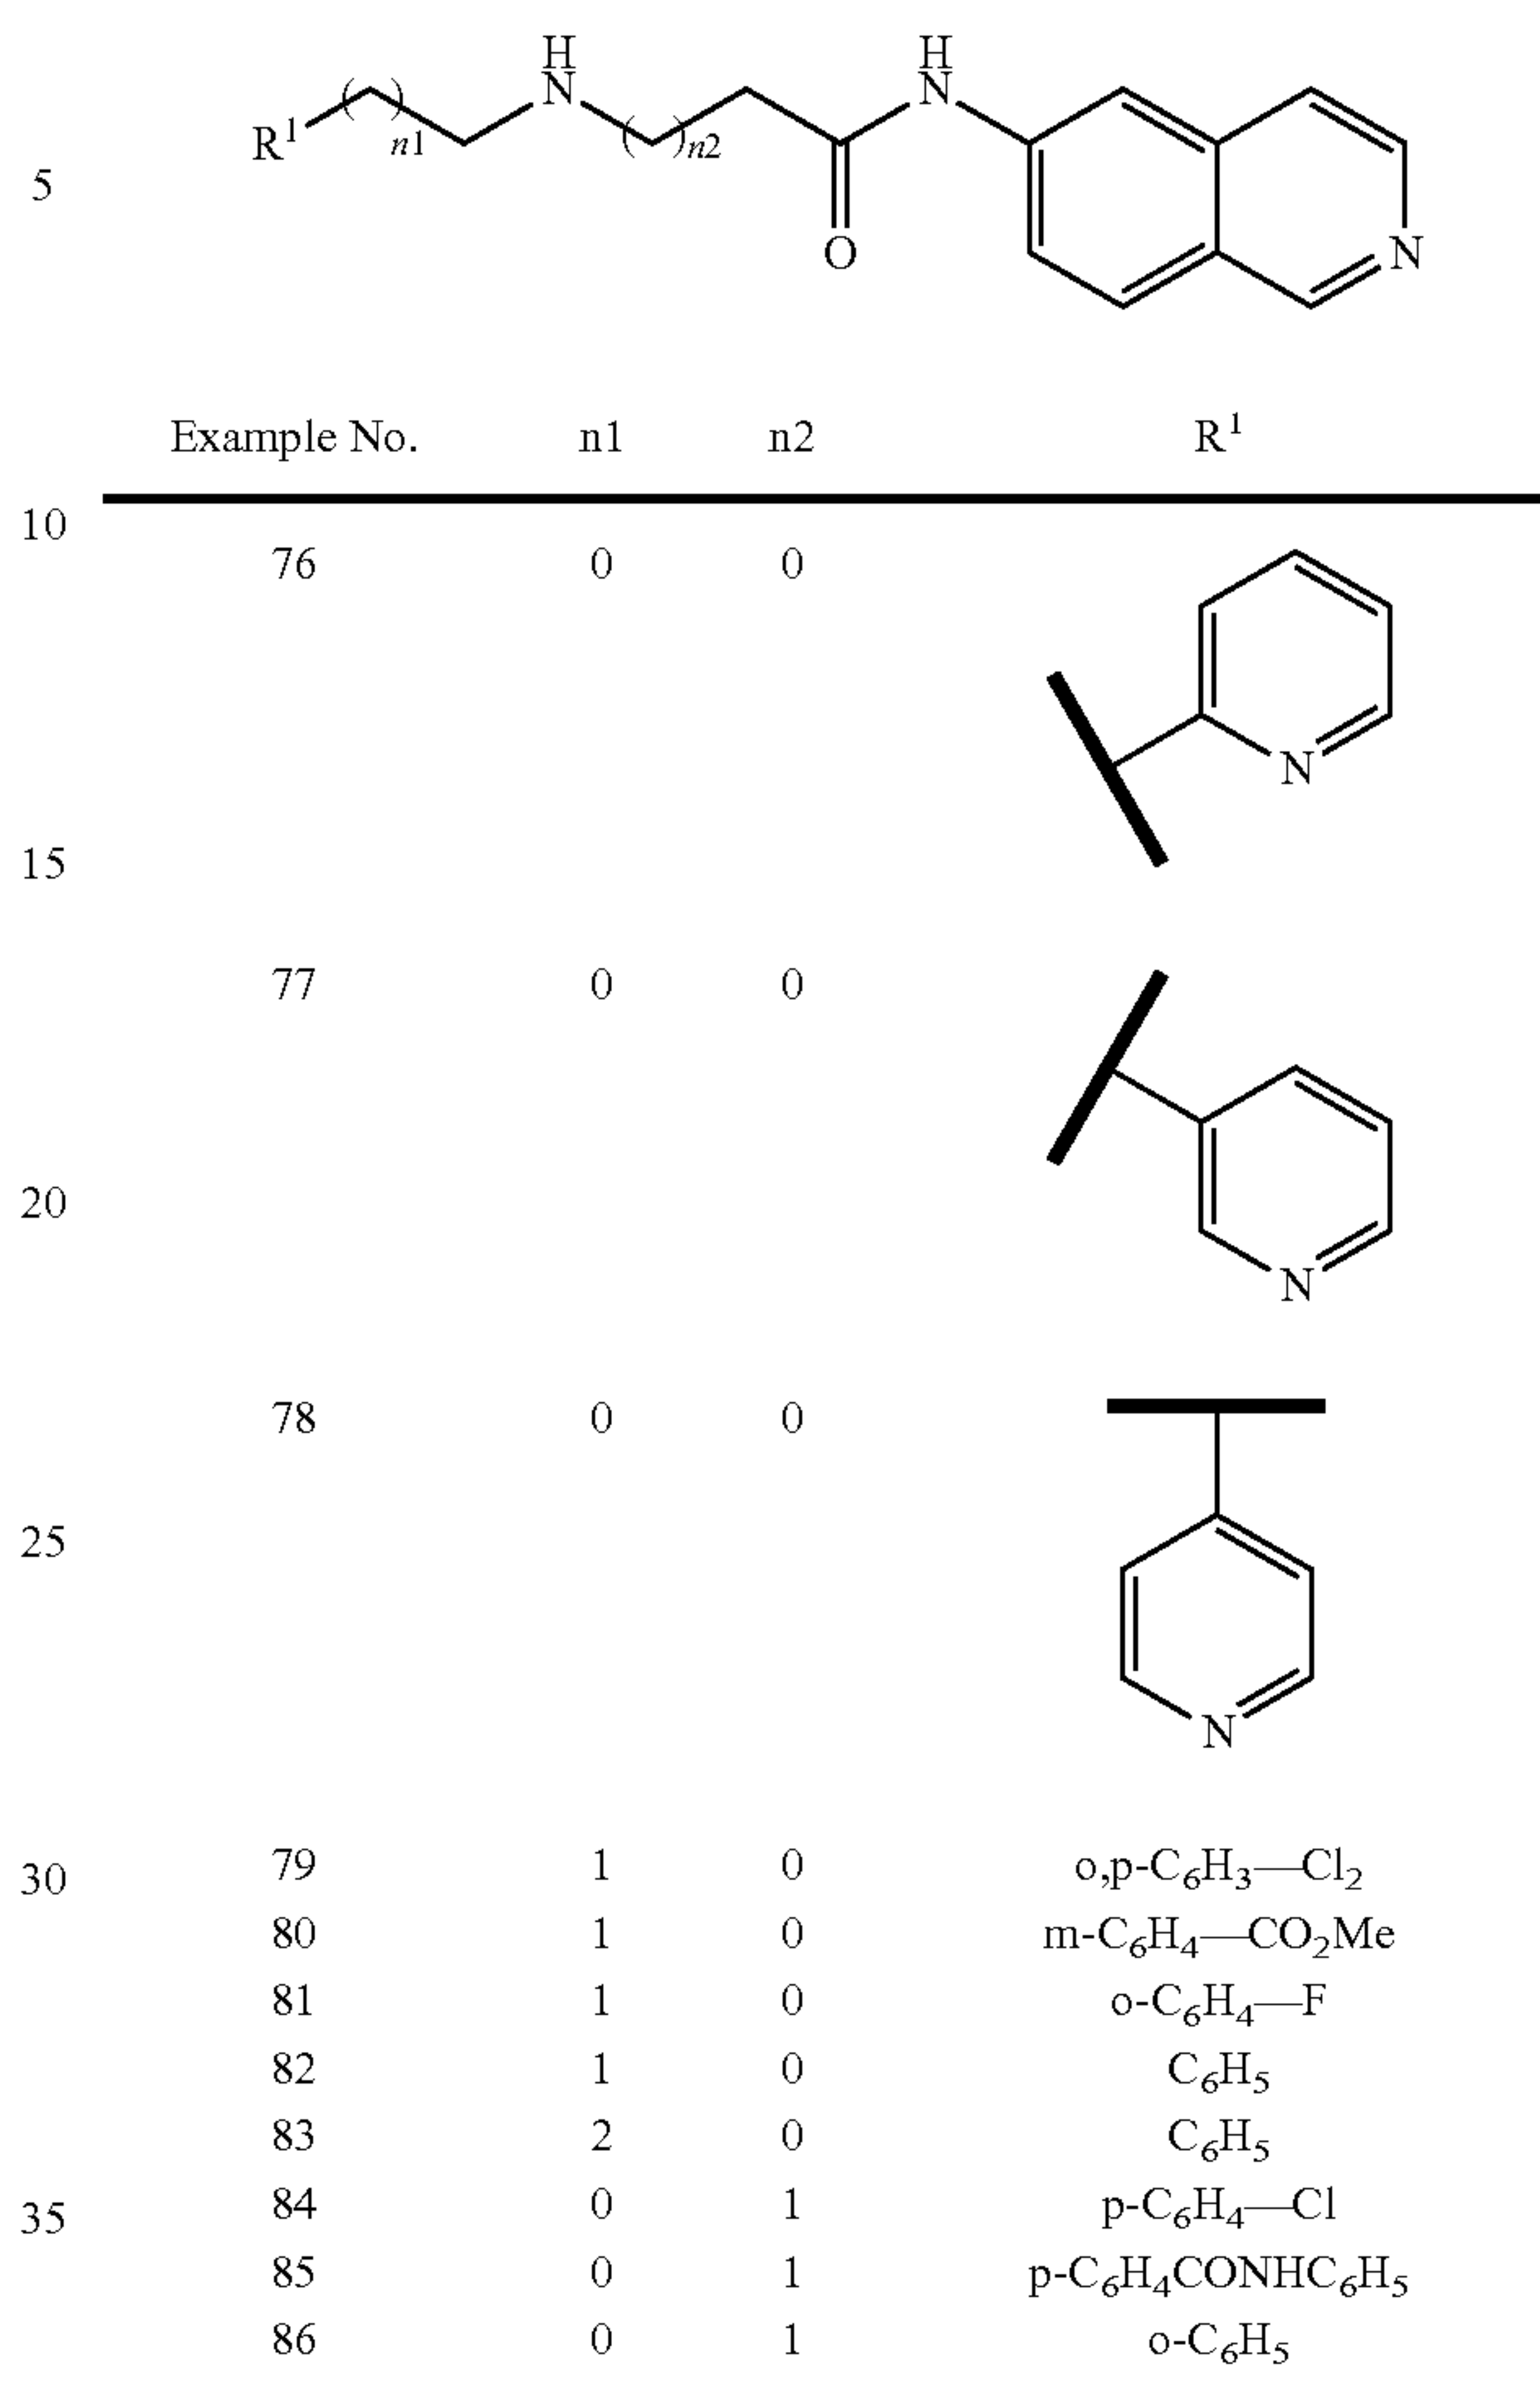 H H
R¹ ( )n1 N ( )n2 N
5
O N
Example No. n1 n2 R¹
10
76 0 0
N
15
77 0 0
20
N
78 0 0
25
N
30 79 1 0 o,p-C₆H₃—Cl₂
80 1 0 m-C₆H₄—CO₂Me
81 1 0 o-C₆H₄—F
82 1 0 C₆H₅
83 2 0 C₆H₅
35 84 0 1 p-C₆H₄—Cl
85 0 1 p-C₆H₄CONHC₆H₅
86 0 1 o-C₆H₅